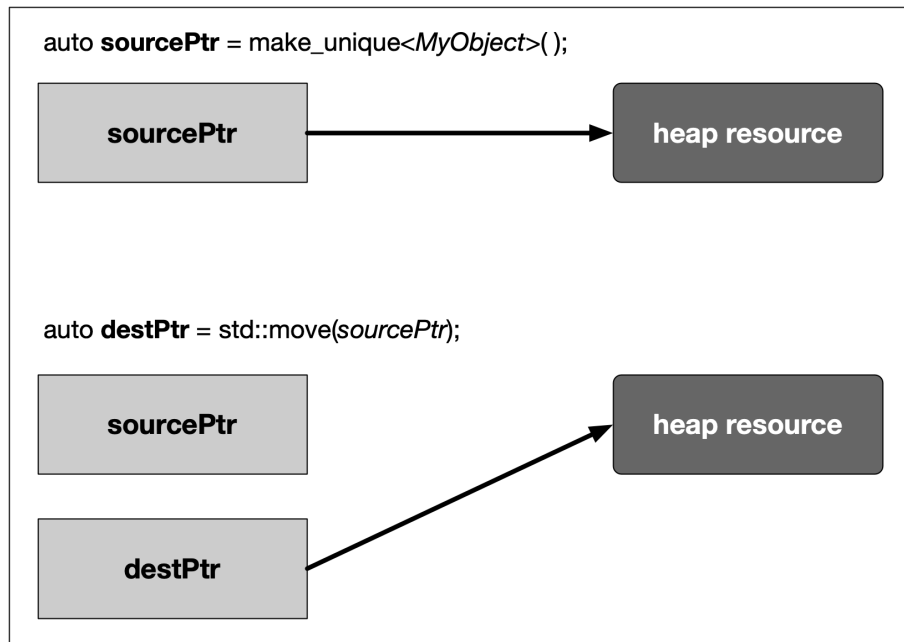 auto sourcePtr = make_unique<MyObject>( );
sourcePtr
heap resource
auto destPtr = std::move(sourcePtr);
sourcePtr
heap resource
destPtr